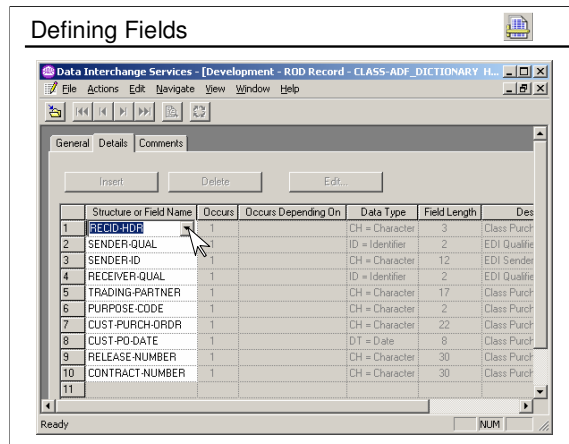 Defining Fields
Data Interchange Services - [Development - ROD Record - CLASS-ADF_DICTIONARY H...
File Actions Edit Navigate View Window Help
General Details Comments
Insert Delete Edit...
Structure or Field Name Occurs Occurs Depending On Data Type Field Length Des
1 RECID-HDR 1 CH = Character 3 Class Purch
2 SENDER-QUAL 1 ID = Identifier 2 EDI Qualifie
3 SENDER-ID 1 CH = Character 12 EDI Sender
4 RECEIVER-QUAL 1 ID = Identifier 2 EDI Qualifie
5 TRADING-PARTNER 1 CH = Character 17 Class Purch
6 PURPOSE-CODE 1 CH = Character 2 Class Purch
7 CUST-PURCH-ORDR 1 CH = Character 22 Class Purch
8 CUST-PO-DATE 1 DT = Date 8 Class Purch
9 RELEASE-NUMBER 1 CH = Character 30 Class Purch
10 CONTRACT-NUMBER 1 CH = Character 30 Class Purch
11
Ready NUM